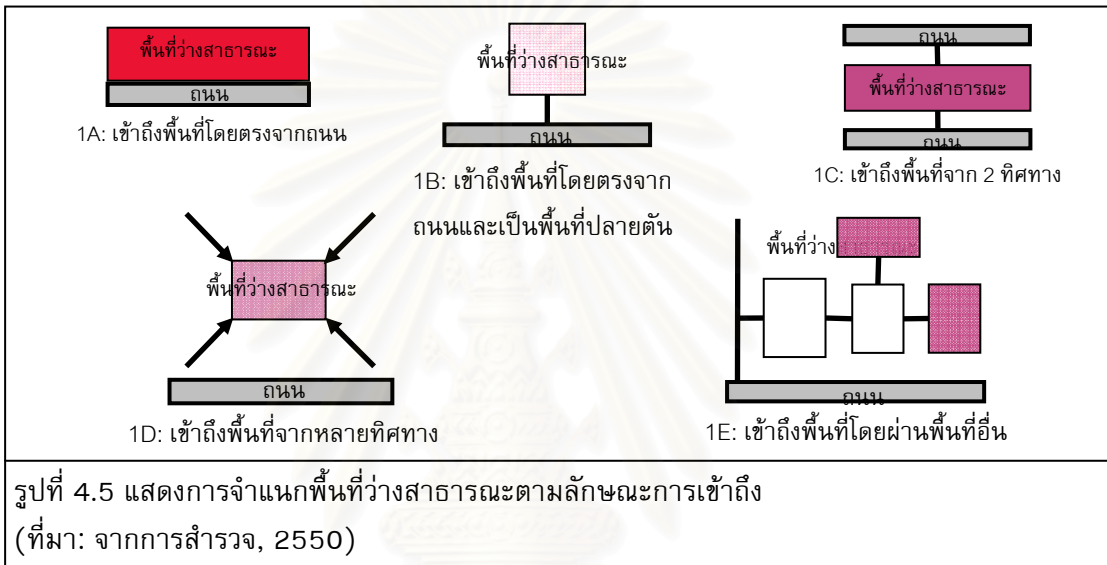 พื้นที่ว่างสาธารณะ
ถนน
1A: เข้าถึงพื้นที่โดยตรงจากถนน
พื้นที่ว่างสาธารณะ
ถนน
1B: เข้าถึงพื้นที่โดยตรงจาก
ถนนและเป็นพื้นที่ปลายตัน
ถนน
พื้นที่ว่างสาธารณะ
ถนน
1C: เข้าถึงพื้นที่จาก 2 ทิศทาง
พื้นที่ว่างสาธารณะ
ถนน
1D: เข้าถึงพื้นที่จากหลายทิศทาง
พื้นที่ว่างสาธารณะ
ถนน
1E: เข้าถึงพื้นที่โดยผ่านพื้นที่อื่น
รูปที่ 4.5 แสดงการจำแนกพื้นที่ว่างสาธารณะตามลักษณะการเข้าถึง
(ที่มา: จากการสำรวจ, 2550)